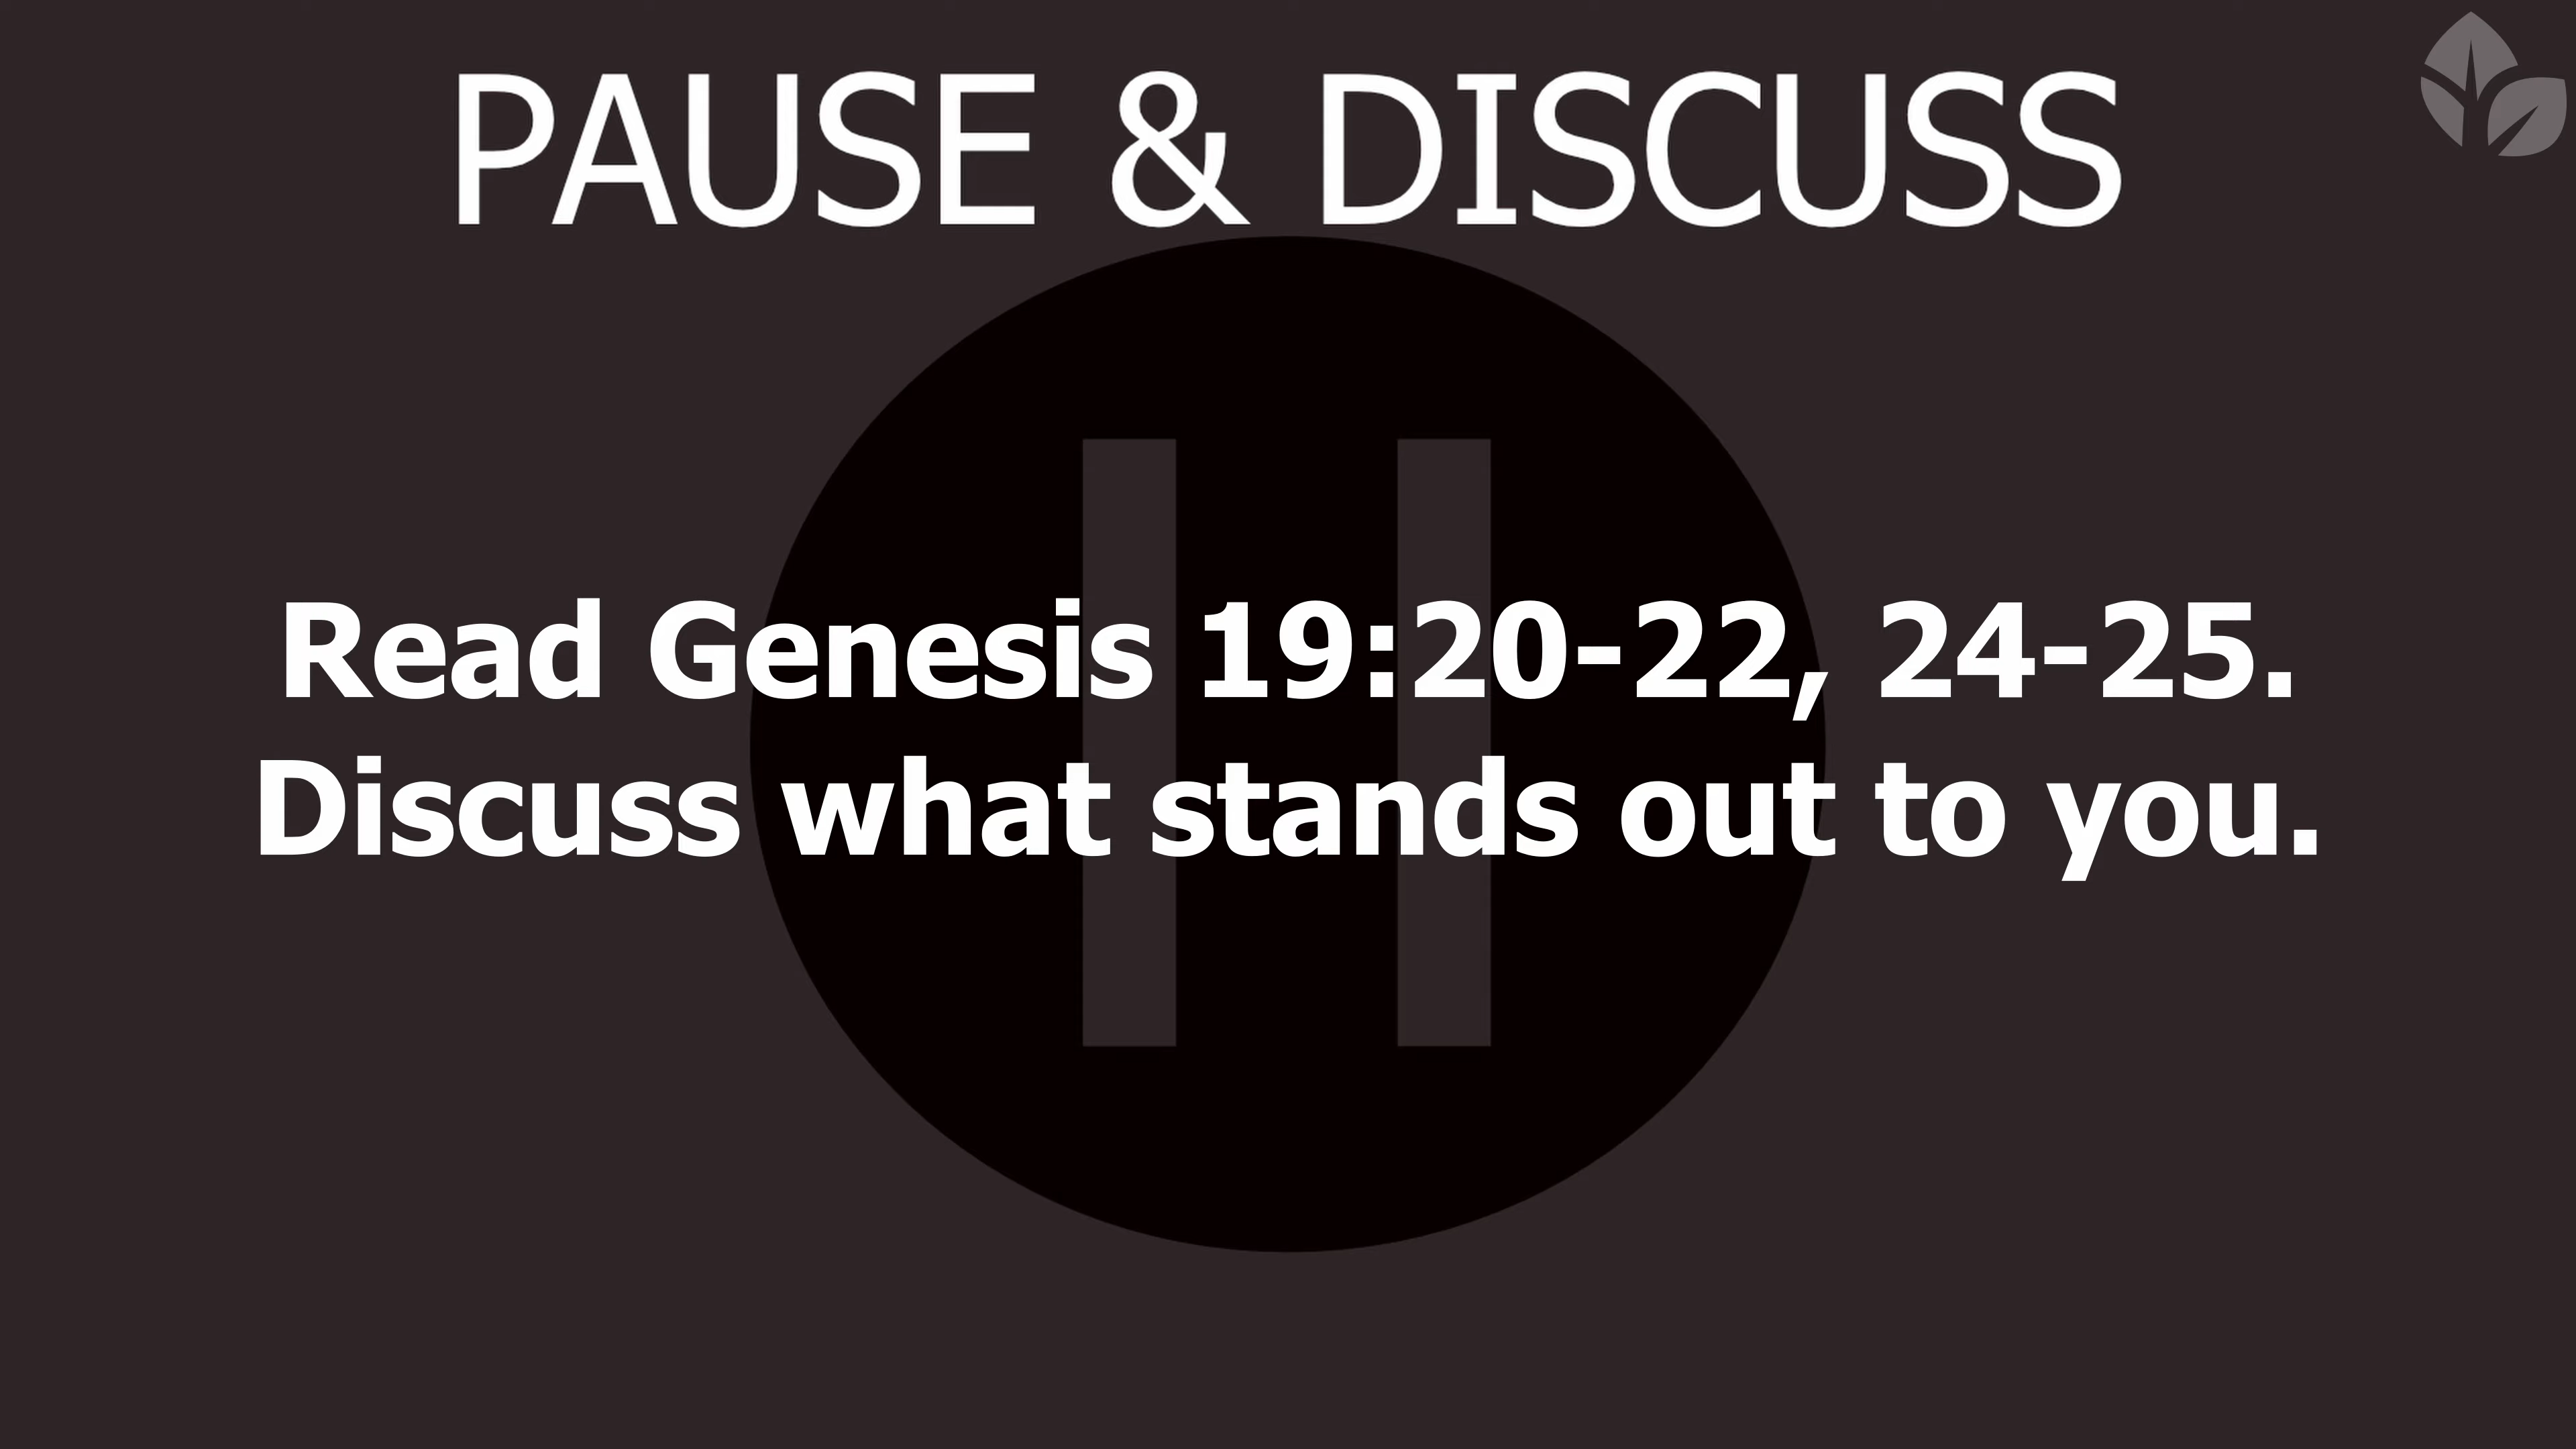 PAUSE & DISCUSS
Read Genesis 19:20-22, 24-25.
Discuss what stands out to you.